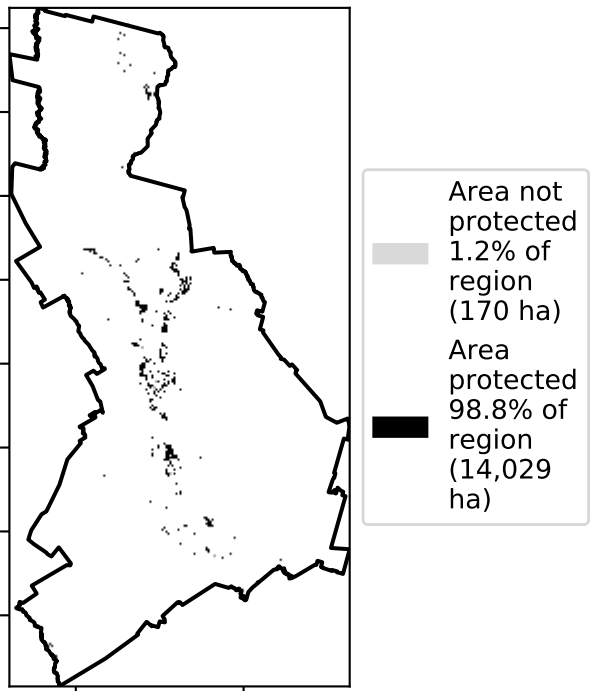 Area not
protected
1.2% of
region
(170 ha)
Area
protected
98.8% of
region
(14,029
ha)